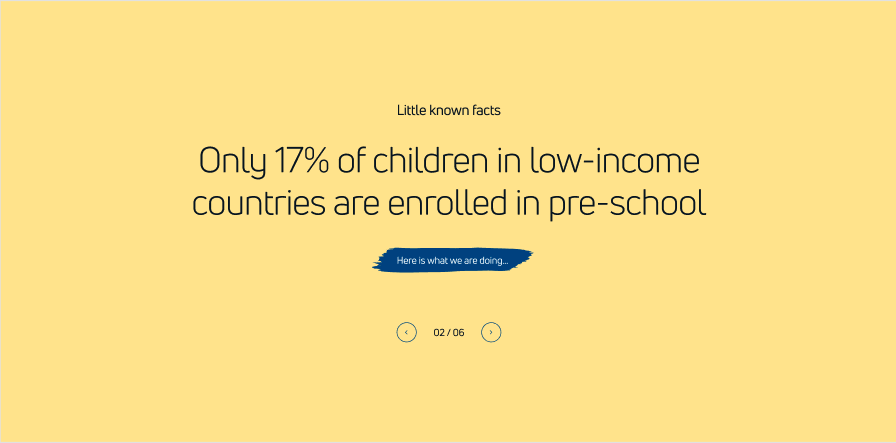 Little known facts
Only 17% of children in low-income
countries are enrolled in pre-school
Here is what we are doing...
02 / 06